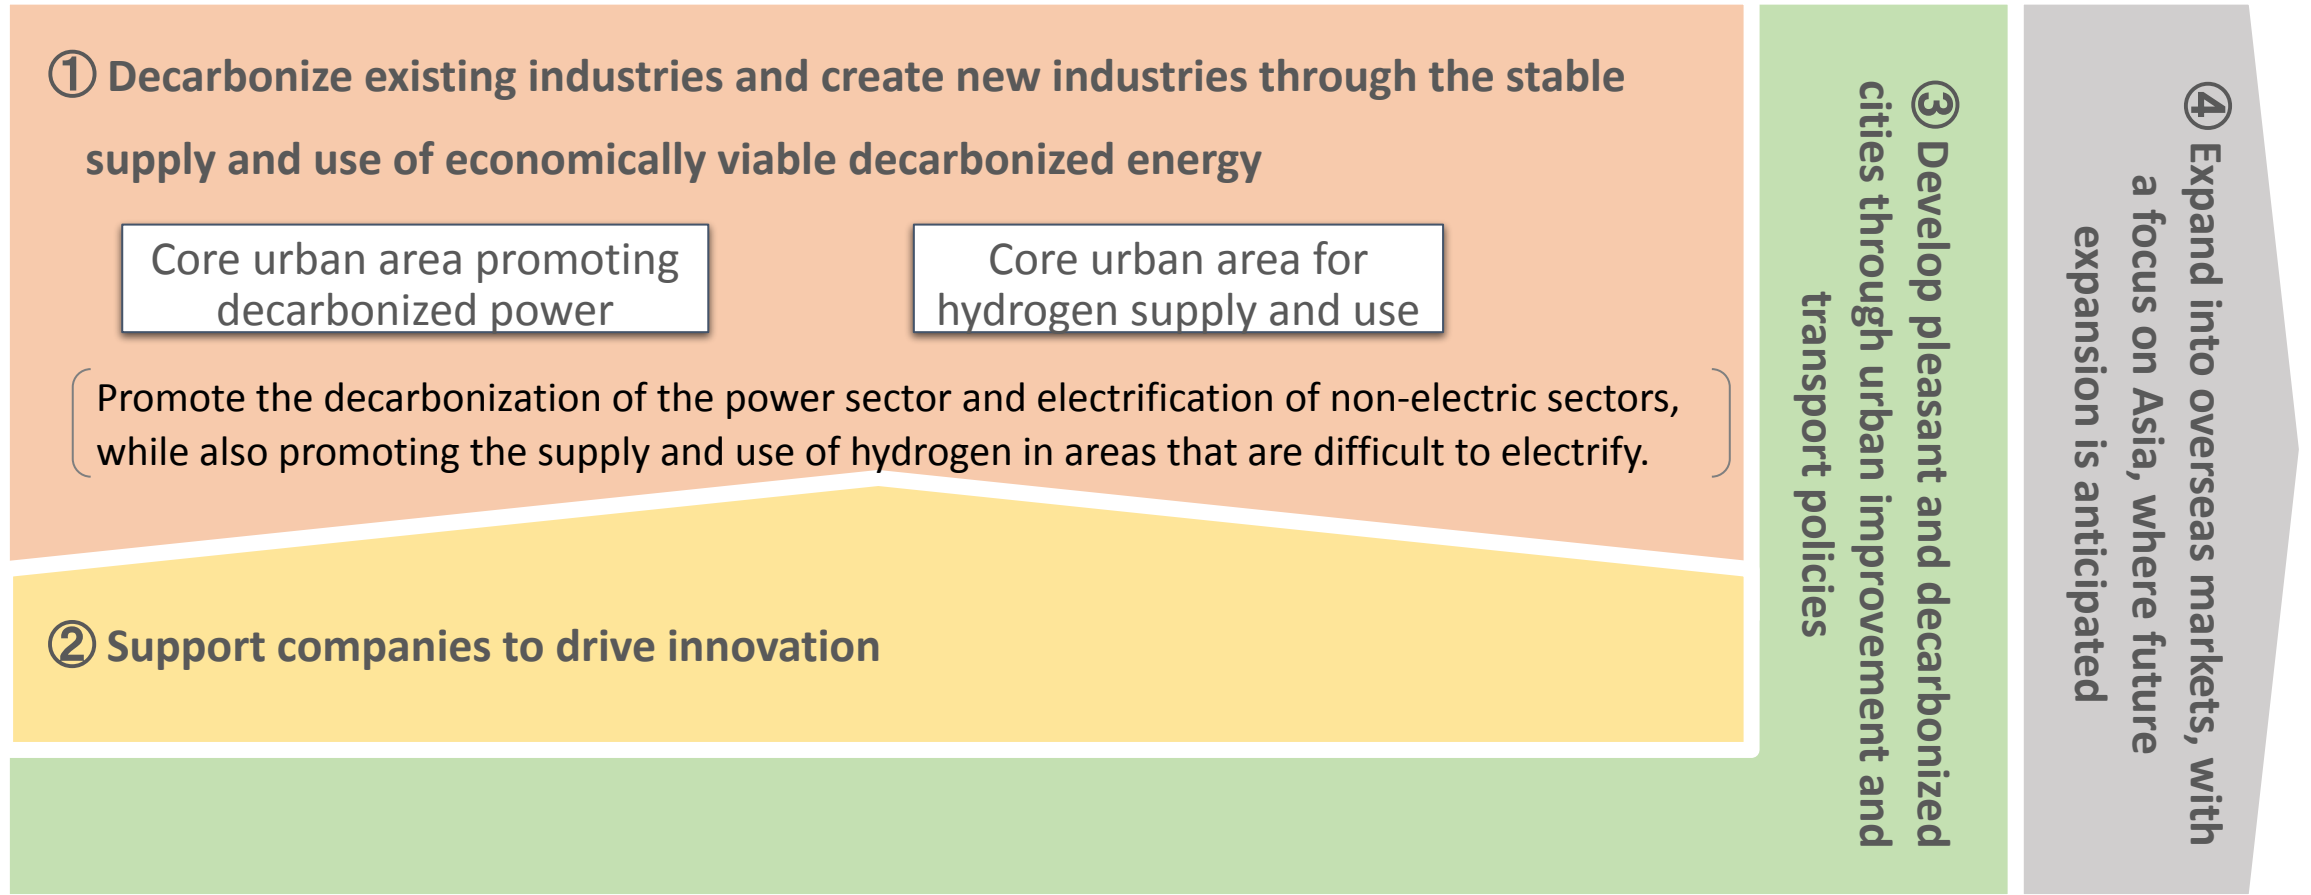 ① Decarbonize existing industries and create new industries through the stable
supply and use of economically viable decarbonized energy
Core urban area promoting
decarbonized power
Core urban area for
hydrogen supply and use
Promote the decarbonization of the power sector and electrification of non-electric sectors,
while also promoting the supply and use of hydrogen in areas that are difficult to electrify.
② Support companies to drive innovation
③ Develop pleasant and decarbonized
cities through urban improvement and
transport policies
④ Expand into overseas markets, with
a focus on Asia, where future
expansion is anticipated